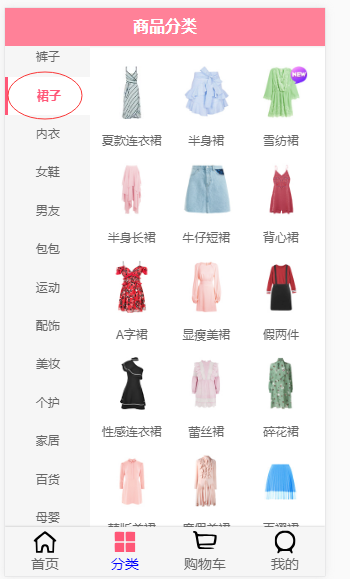 商品分类
裤子
裙子
内衣
女鞋
男友
包包
运动
配饰
美妆
个护
家居
百货
母婴
NEW
夏款连衣裙 半身裙 雪纺裙
半身长裙 牛仔短裙 背心裙
A字裙 显瘦美裙 假两件
性感连衣裙 蕾丝裙 碎花裙
首页 分类 购物车 我的